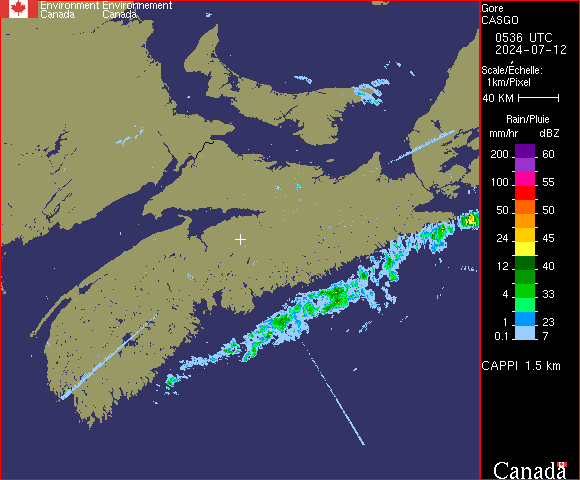 Environment Environnement
Canada Canada
Gore
CASGO
0536 UTC
2024-07-12
Scale/Echelle:
1km/Pixel
40 KM
Rain/Pluie
mm/hr dBZ
200 60
100 55
50 50
24 45
12 40
4 33
1 23
0.1 7
CAPPI 1.5 km
Canada